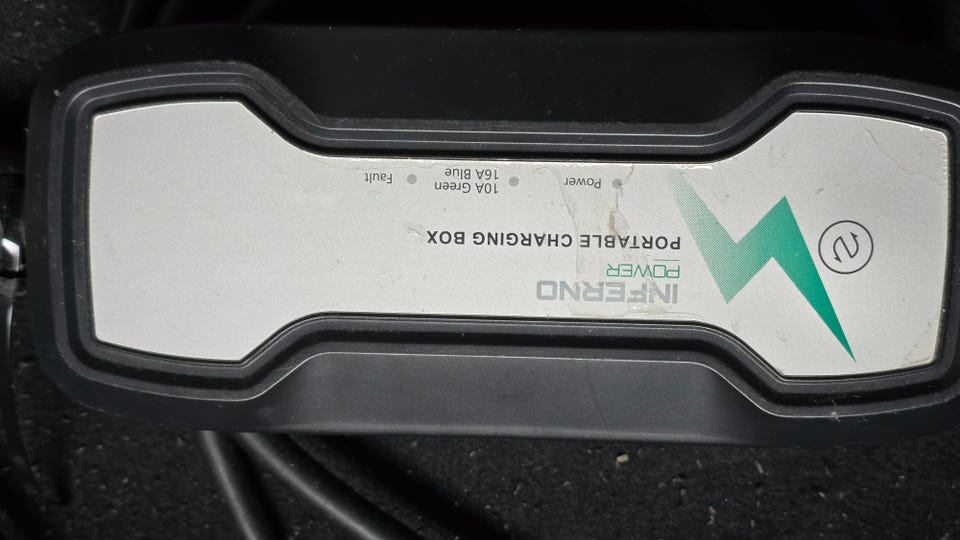 INFERNO
POWER
PORTABLE CHARGING BOX
Power
10A Green
16A Blue
Fault